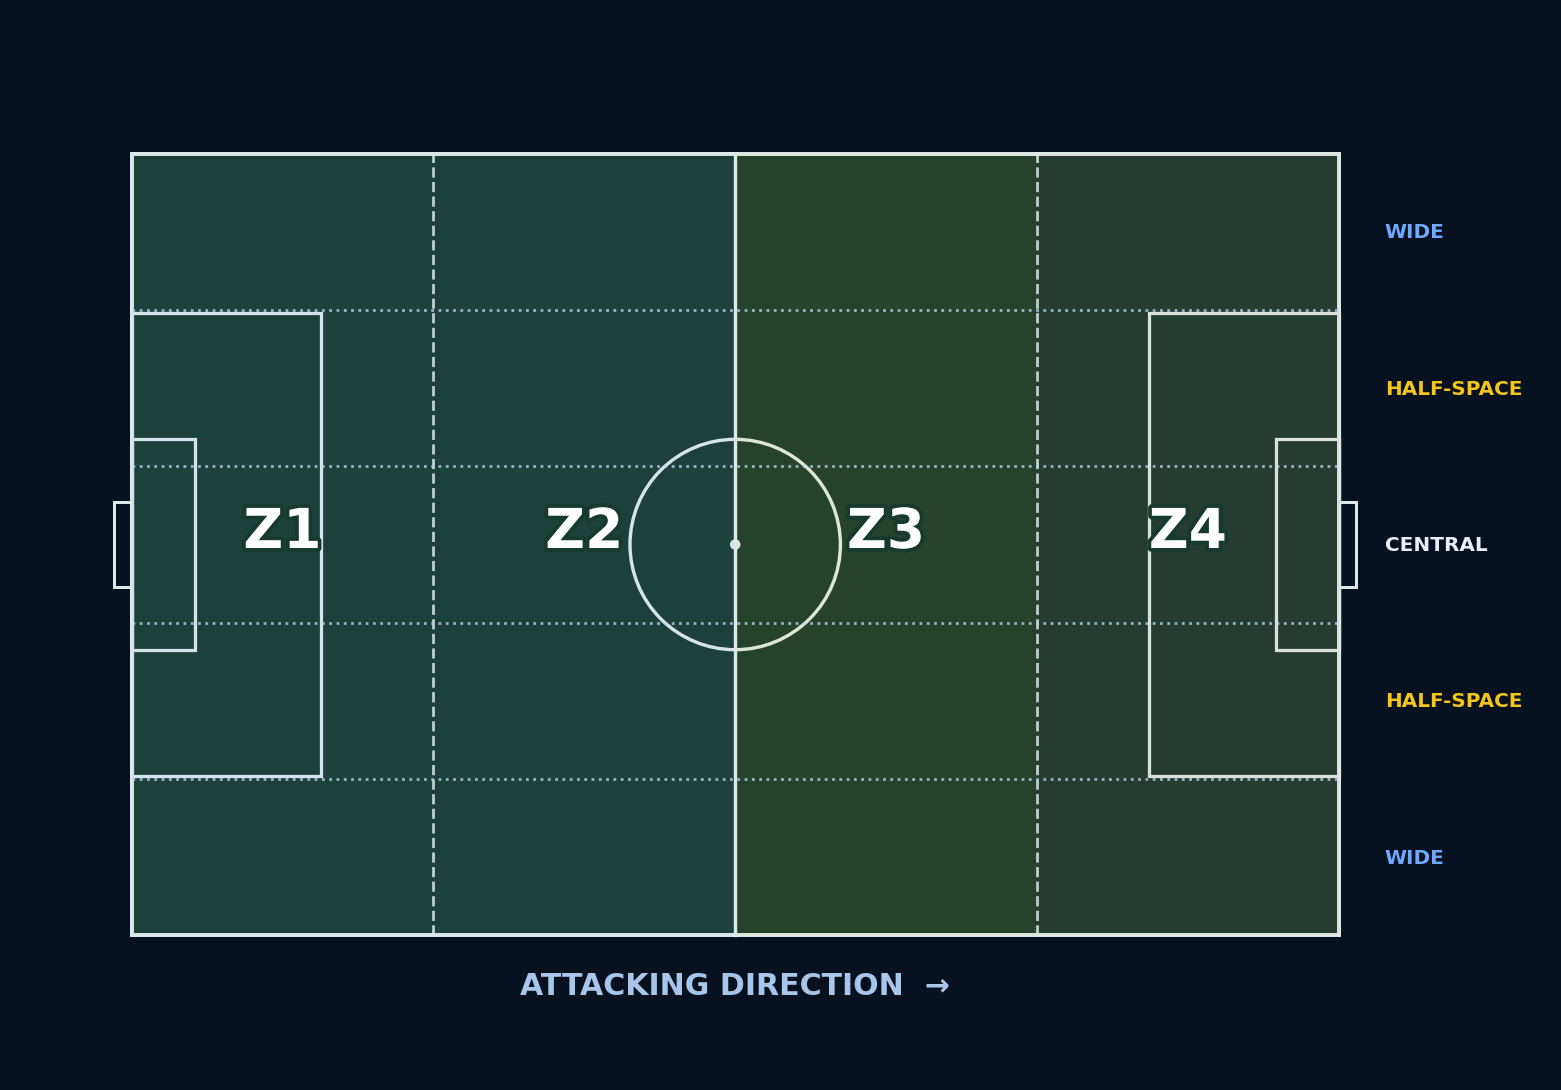 WIDE
HALF-SPACE
Z1 Z2 Z3 Z4
CENTRAL
HALF-SPACE
WIDE
ATTACKING DIRECTION →